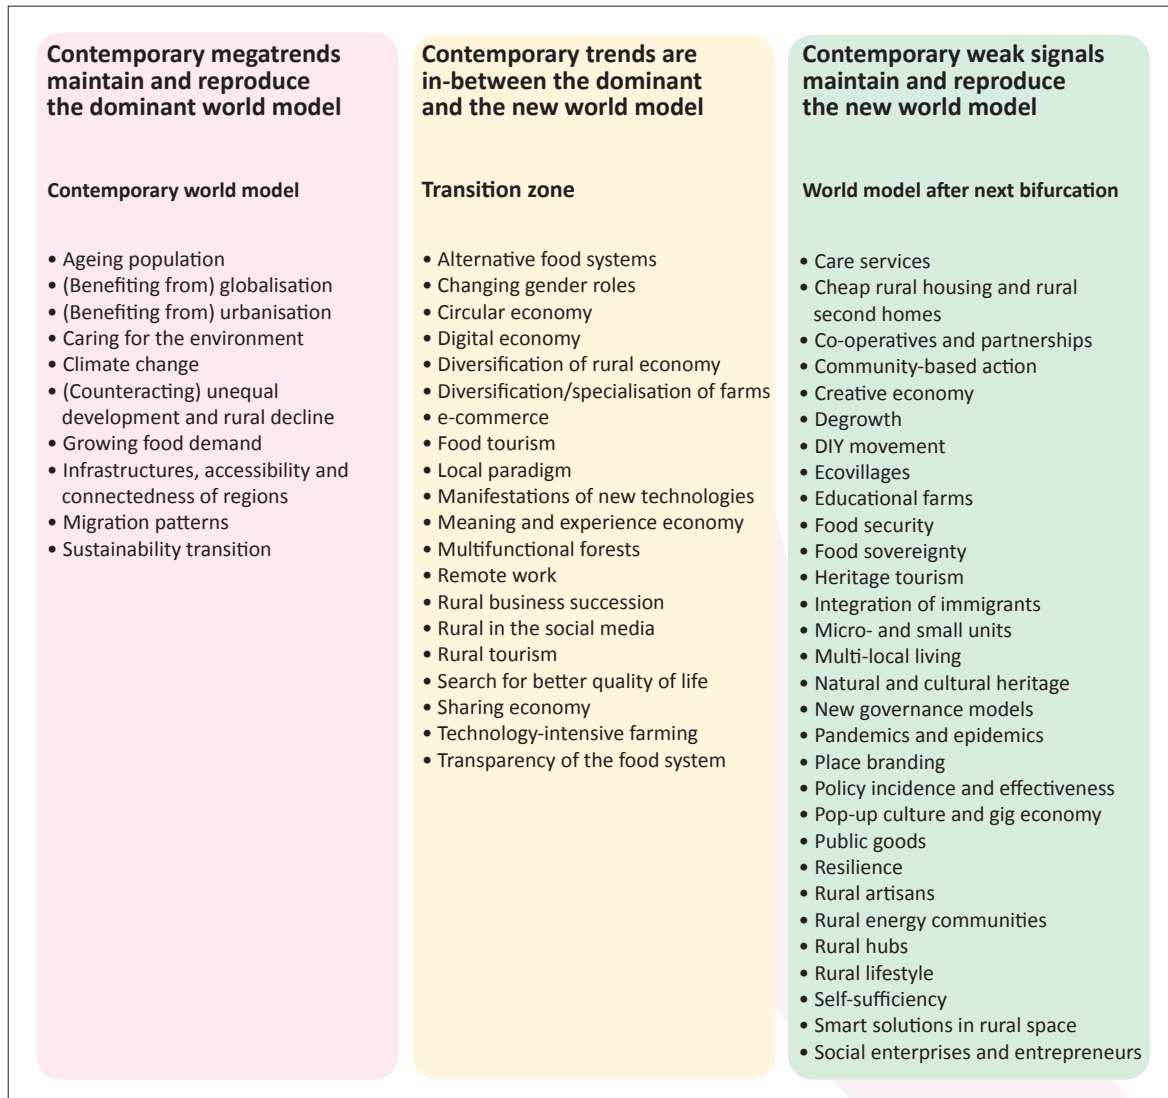 Contemporary megatrends
maintain and reproduce
the dominant world model
Contemporary world model
• Ageing population
• (Benefiting from) globalisation
• (Benefiting from) urbanisation
• Caring for the environment
• Climate change
• (Counteracting) unequal
development and rural decline
• Growing food demand
• Infrastructures, accessibility and
connectedness of regions
• Migration patterns
• Sustainability transition
Contemporary trends are
in-between the dominant
and the new world model
Transition zone
• Alternative food systems
• Changing gender roles
• Circular economy
• Digital economy
• Diversification of rural economy
• Diversification/specialisation of farms
• e-commerce
• Food tourism
• Local paradigm
• Manifestations of new technologies
• Meaning and experience economy
• Multifunctional forests
• Remote work
• Rural business succession
• Rural in the social media
• Rural tourism
• Search for better quality of life
• Sharing economy
• Technology-intensive farming
• Transparency of the food system
Contemporary weak signals
maintain and reproduce
the new world model
World model after next bifurcation
• Care services
• Cheap rural housing and rural
second homes
• Co-operatives and partnerships
• Community-based action
• Creative economy
• Degrowth
• DIY movement
• Ecovillages
• Educational farms
• Food security
• Food sovereignty
• Heritage tourism
• Integration of immigrants
• Micro- and small units
• Multi-local living
• Natural and cultural heritage
• New governance models
• Pandemics and epidemics
• Place branding
• Policy incidence and effectiveness
• Pop-up culture and gig economy
• Public goods
• Resilience
• Rural artisans
• Rural energy communities
• Rural hubs
• Rural lifestyle
• Self-sufficiency
• Smart solutions in rural space
• Social enterprises and entrepreneurs